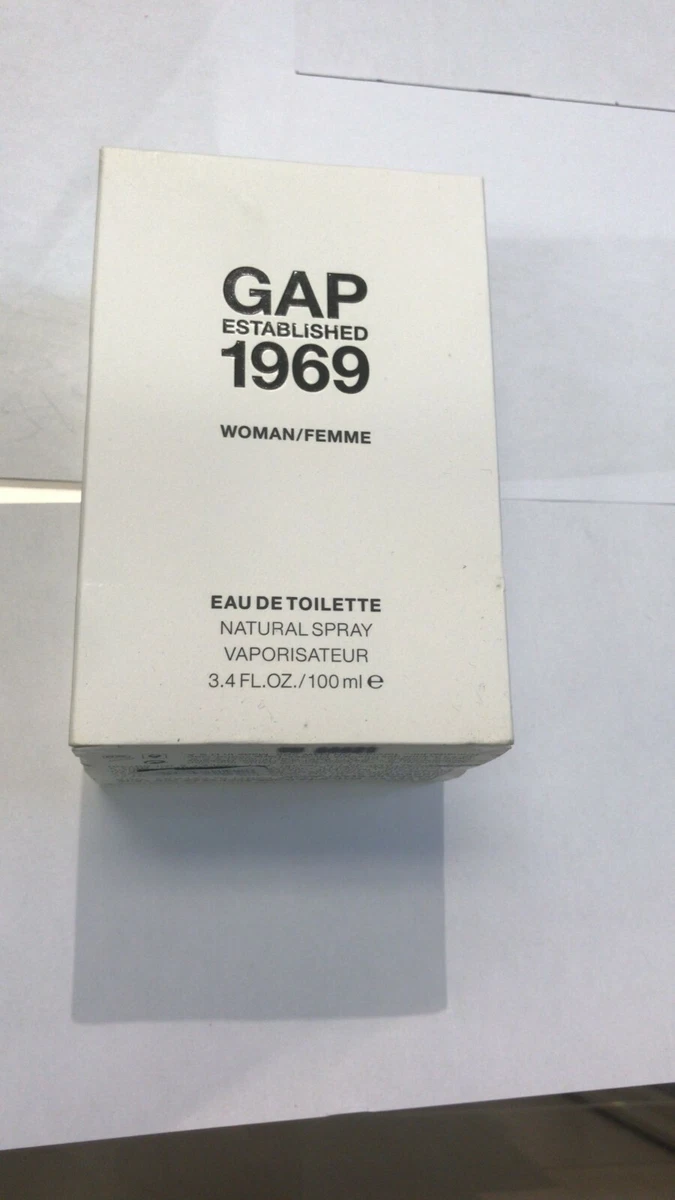 GAP
ESTABLiSHED
1969
WOMAN/FEMME
EAU DE TOILETTE
NATURAL SPRAY
VAPORISATEUR
3.4 FL.OZ./100 ml ℮